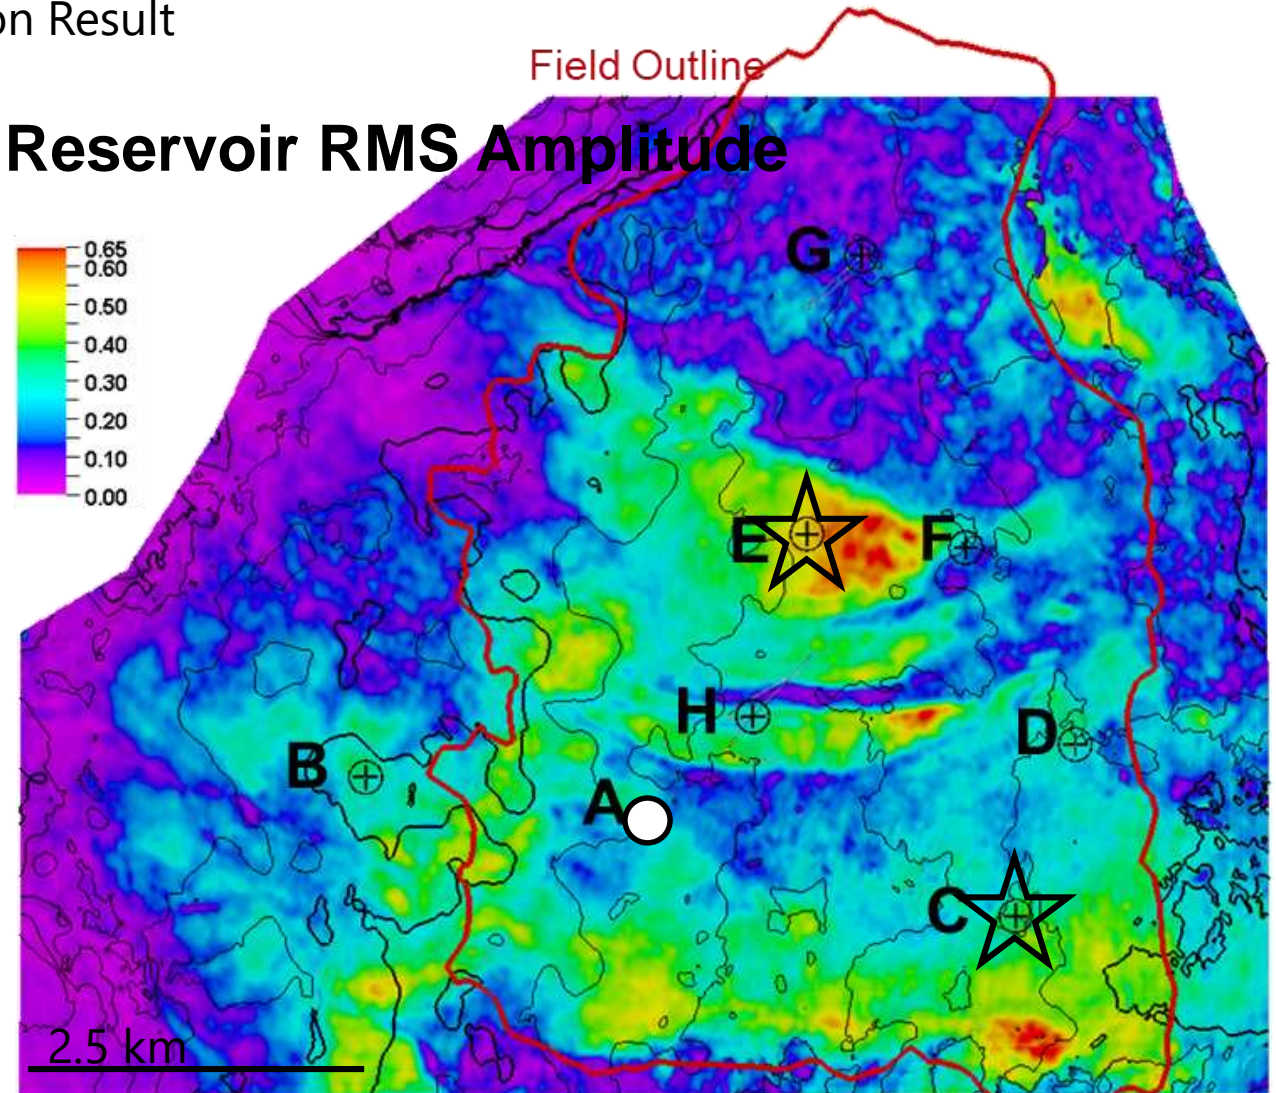 on Result
Field Outline
Reservoir RMS Amplitude
0.65
0.60
0.50
0.40
0.30
0.20
0.10
0.00
G
E
F
H
D
B
A
C
2.5 km